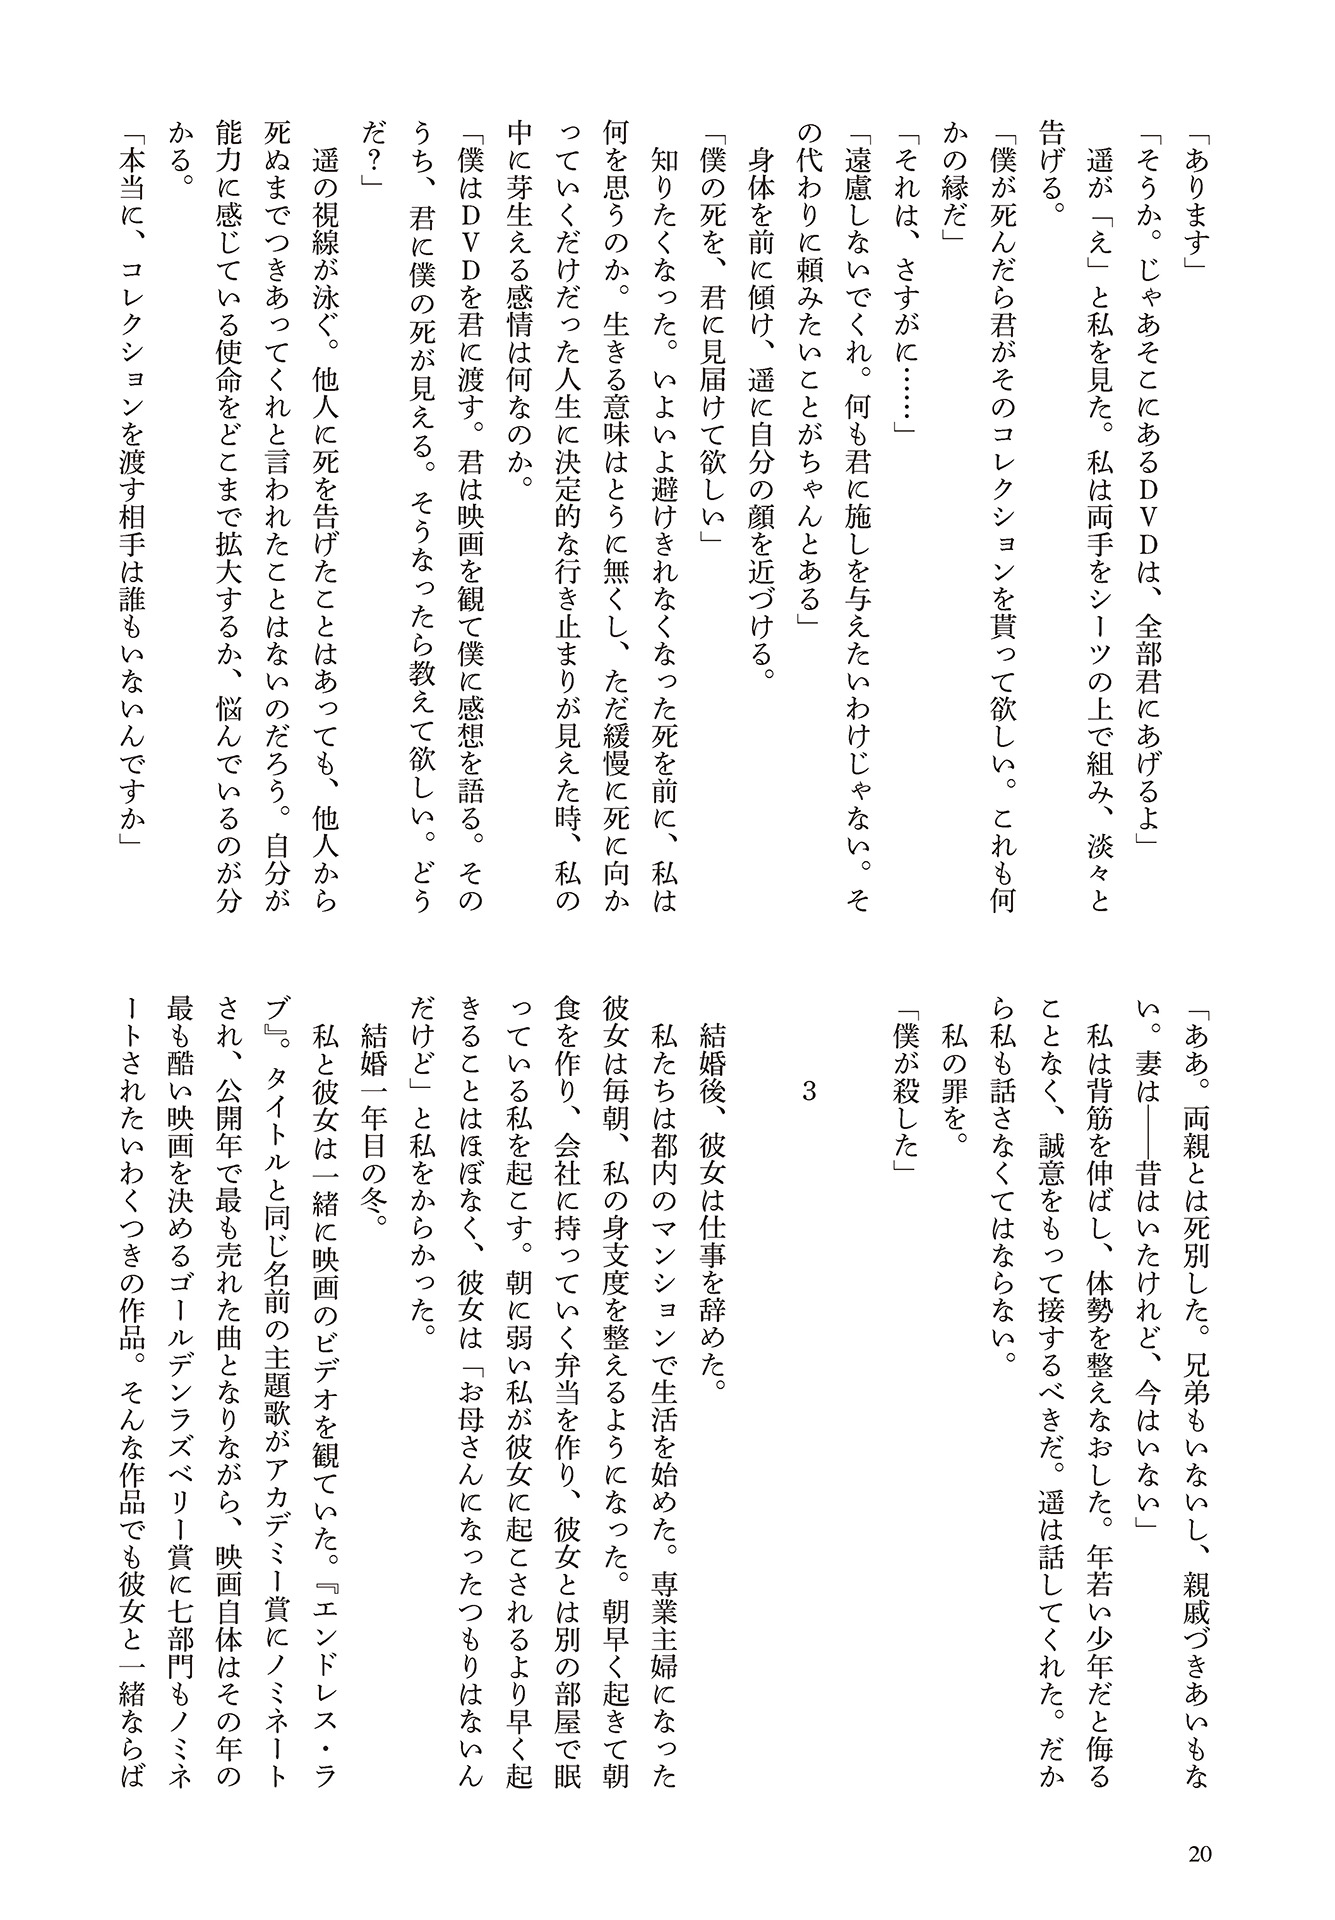 「あります」
「そうか。じゃあそこにあるＤＶＤは、全部君にあげるよ」
　遥が「え」と私を見た。私は両手をシーツの上で組み、淡々と
告げる。
「僕が死んだら君がそのコレクションを貰って欲しい。これも何
かの縁だ」
「それは、さすがに……」
「遠慮しないでくれ。何も君に施しを与えたいわけじゃない。そ
の代わりに頼みたいことがちゃんとある」
　身体を前に傾け、遥に自分の顔を近づける。
「僕の死を、君に見届けて欲しい」
　知りたくなった。いよいよ避けきれなくなった死を前に、私は
何を思うのか。生きる意味はとうに無くし、ただ緩慢に死に向か
っていくだけだった人生に決定的な行き止まりが見えた時、私の
中に芽生える感情は何なのか。
「僕はＤＶＤを君に渡す。君は映画を観て僕に感想を語る。その
うち、君に僕の死が見える。そうなったら教えて欲しい。どう
だ？」
　遥の視線が泳ぐ。他人に死を告げたことはあっても、他人から
死ぬまでつきあってくれと言われたことはないのだろう。自分が
能力に感じている使命をどこまで拡大するか、悩んでいるのが分
かる。
「本当に、コレクションを渡す相手は誰もいないんですか」
「ああ。両親とは死別した。兄弟もいないし、親戚づきあいもな
い。妻は――昔はいたけれど、今はいない」
　私は背筋を伸ばし、体勢を整えなおした。年若い少年だと侮る
ことなく、誠意をもって接するべきだ。遥は話してくれた。だか
ら私も話さなくてはならない。
　私の罪を。
「僕が殺した」
3
　結婚後、彼女は仕事を辞めた。
　私たちは都内のマンションで生活を始めた。専業主婦になった
彼女は毎朝、私の身支度を整えるようになった。朝早く起きて朝
食を作り、会社に持っていく弁当を作り、彼女とは別の部屋で眠
っている私を起こす。朝に弱い私が彼女に起こされるより早く起
きることはほぼなく、彼女は「お母さんになったつもりはないん
だけど」と私をからかった。
　結婚一年目の冬。
　私と彼女は一緒に映画のビデオを観ていた。『エンドレス・ラ
ブ』。タイトルと同じ名前の主題歌がアカデミー賞にノミネート
され、公開年で最も売れた曲となりながら、映画自体はその年の
最も酷い映画を決めるゴールデンラズベリー賞に七部門もノミネ
ートされたいわくつきの作品。そんな作品でも彼女と一緒ならば
20